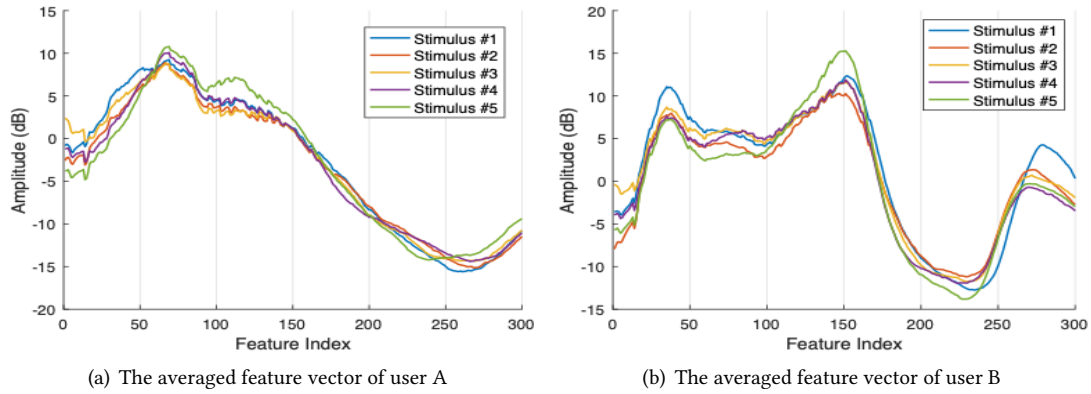 15
10
5
0
-5
-10
-15
-20
Amplitude (dB)
0 50 100 150 200 250 300
Feature Index
Stimulus #1
Stimulus #2
Stimulus #3
Stimulus #4
Stimulus #5
(a) The averaged feature vector of user A
20
15
10
5
0
-5
-10
-15
Amplitude (dB)
0 50 100 150 200 250 300
Feature Index
Stimulus #1
Stimulus #2
Stimulus #3
Stimulus #4
Stimulus #5
(b) The averaged feature vector of user B